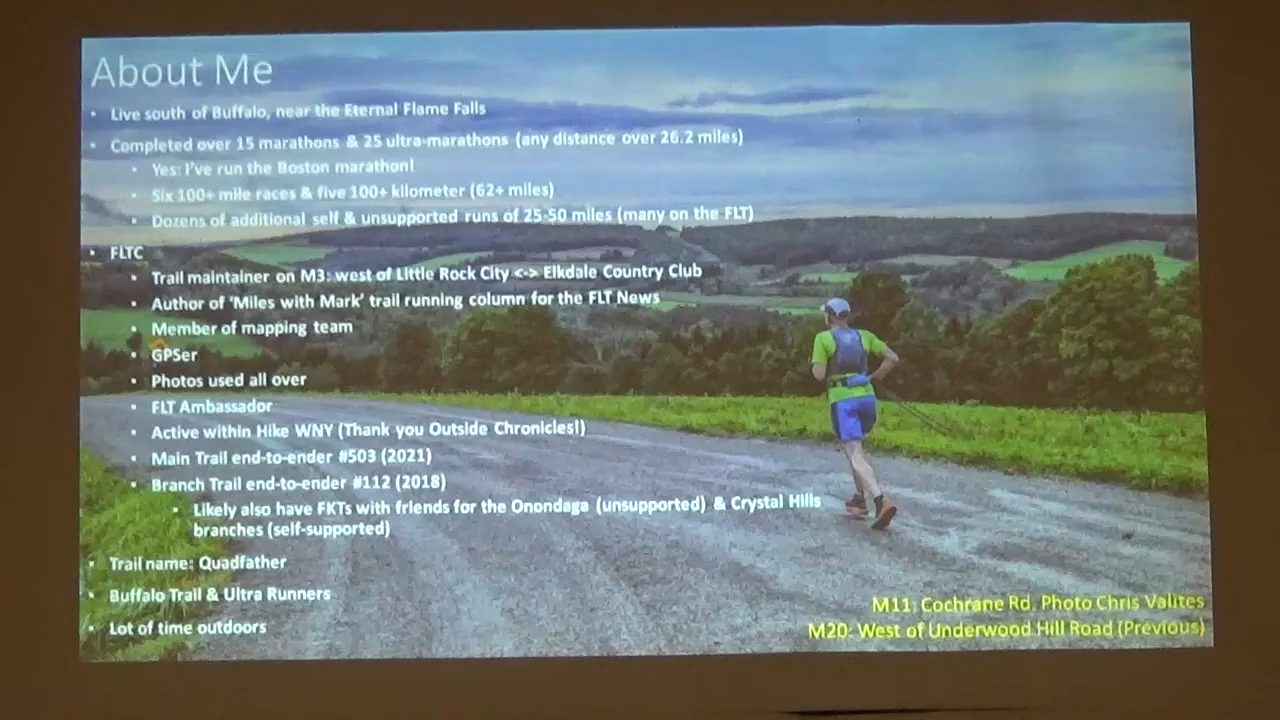 About Me
• Live south of Buffalo, near the Eternal Flame Falls
• Completed over 15 marathons & 25 ultra-marathons (any distance over 26.2 miles)
• Yes: I've run the Boston marathon!
• Six 100+ mile races & five 100+ kilometer (62+ miles)
• Dozens of additional self & unsupported runs of 25-50 miles (many on the FLT)
• FLTC
• Trail maintainer on M3: west of Little Rock City <-> Elkdale Country Club
• Author of 'Miles with Mark' trail running column for the FLT News
• Member of mapping team
• GPSer
• Photos used all over
• FLT Ambassador
• Active within Hike WNY (Thank you Outside Chronicles!)
• Main Trail end-to-ender #503 (2021)
• Branch Trail end-to-ender #112 (2018)
• Likely also have FKTs with friends for the Onondaga (unsupported) & Crystal Hills
branches (self-supported)
• Trail name: Quadfather
• Buffalo Trail & Ultra Runners
• Lot of time outdoors
M11: Cochrane Rd. Photo Chris Valites
M20: West of Underwood Hill Road (Previous)